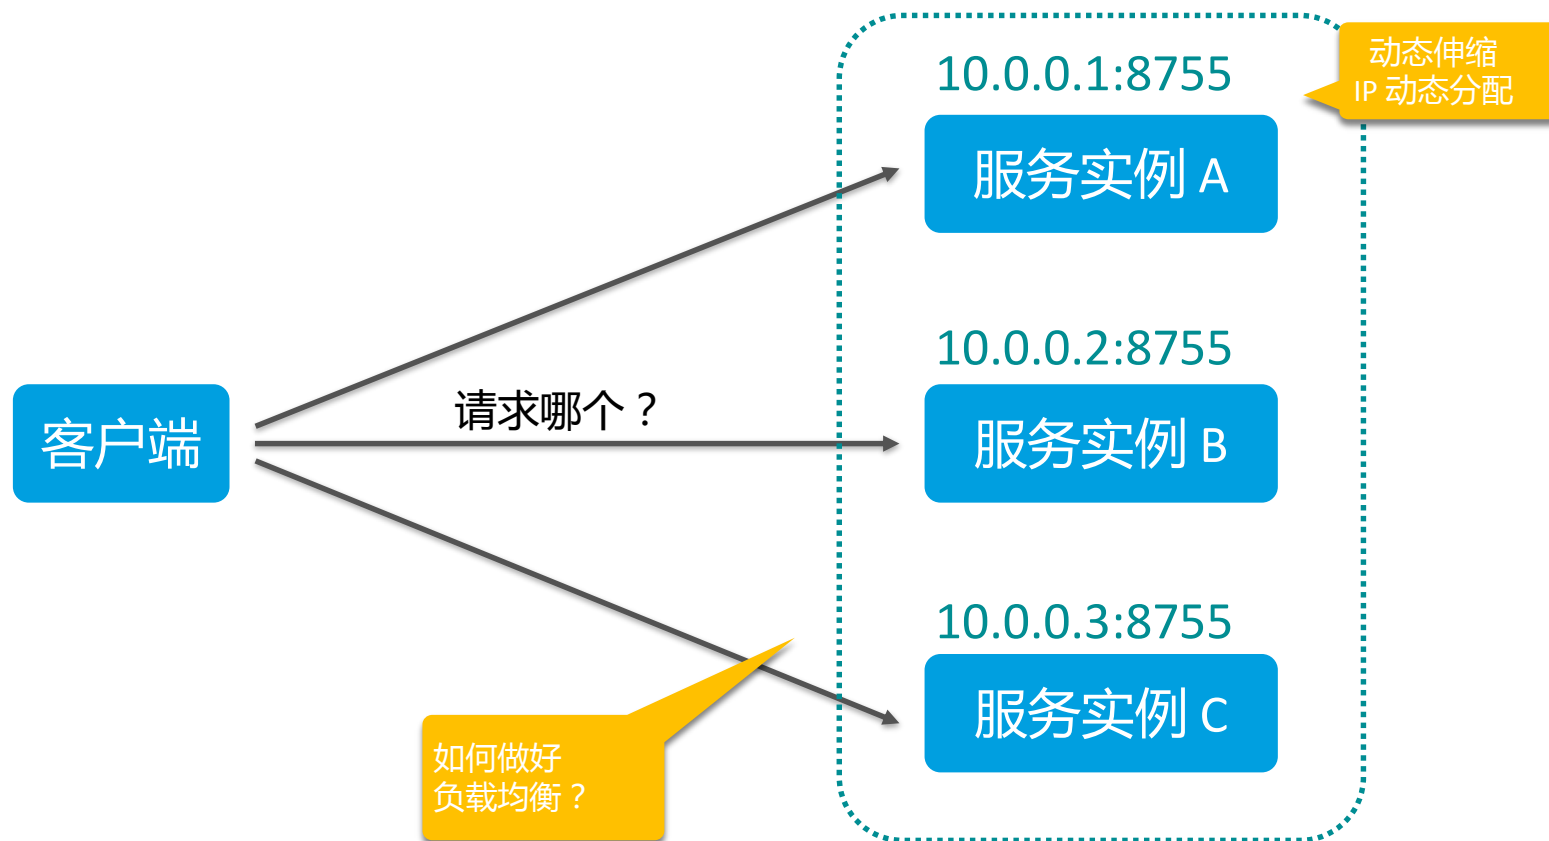 10.0.0.1:8755
动态伸缩
IP 动态分配
服务实例 A
10.0.0.2:8755
请求哪个？
客户端
服务实例 B
10.0.0.3:8755
服务实例 C
如何做好
负载均衡？